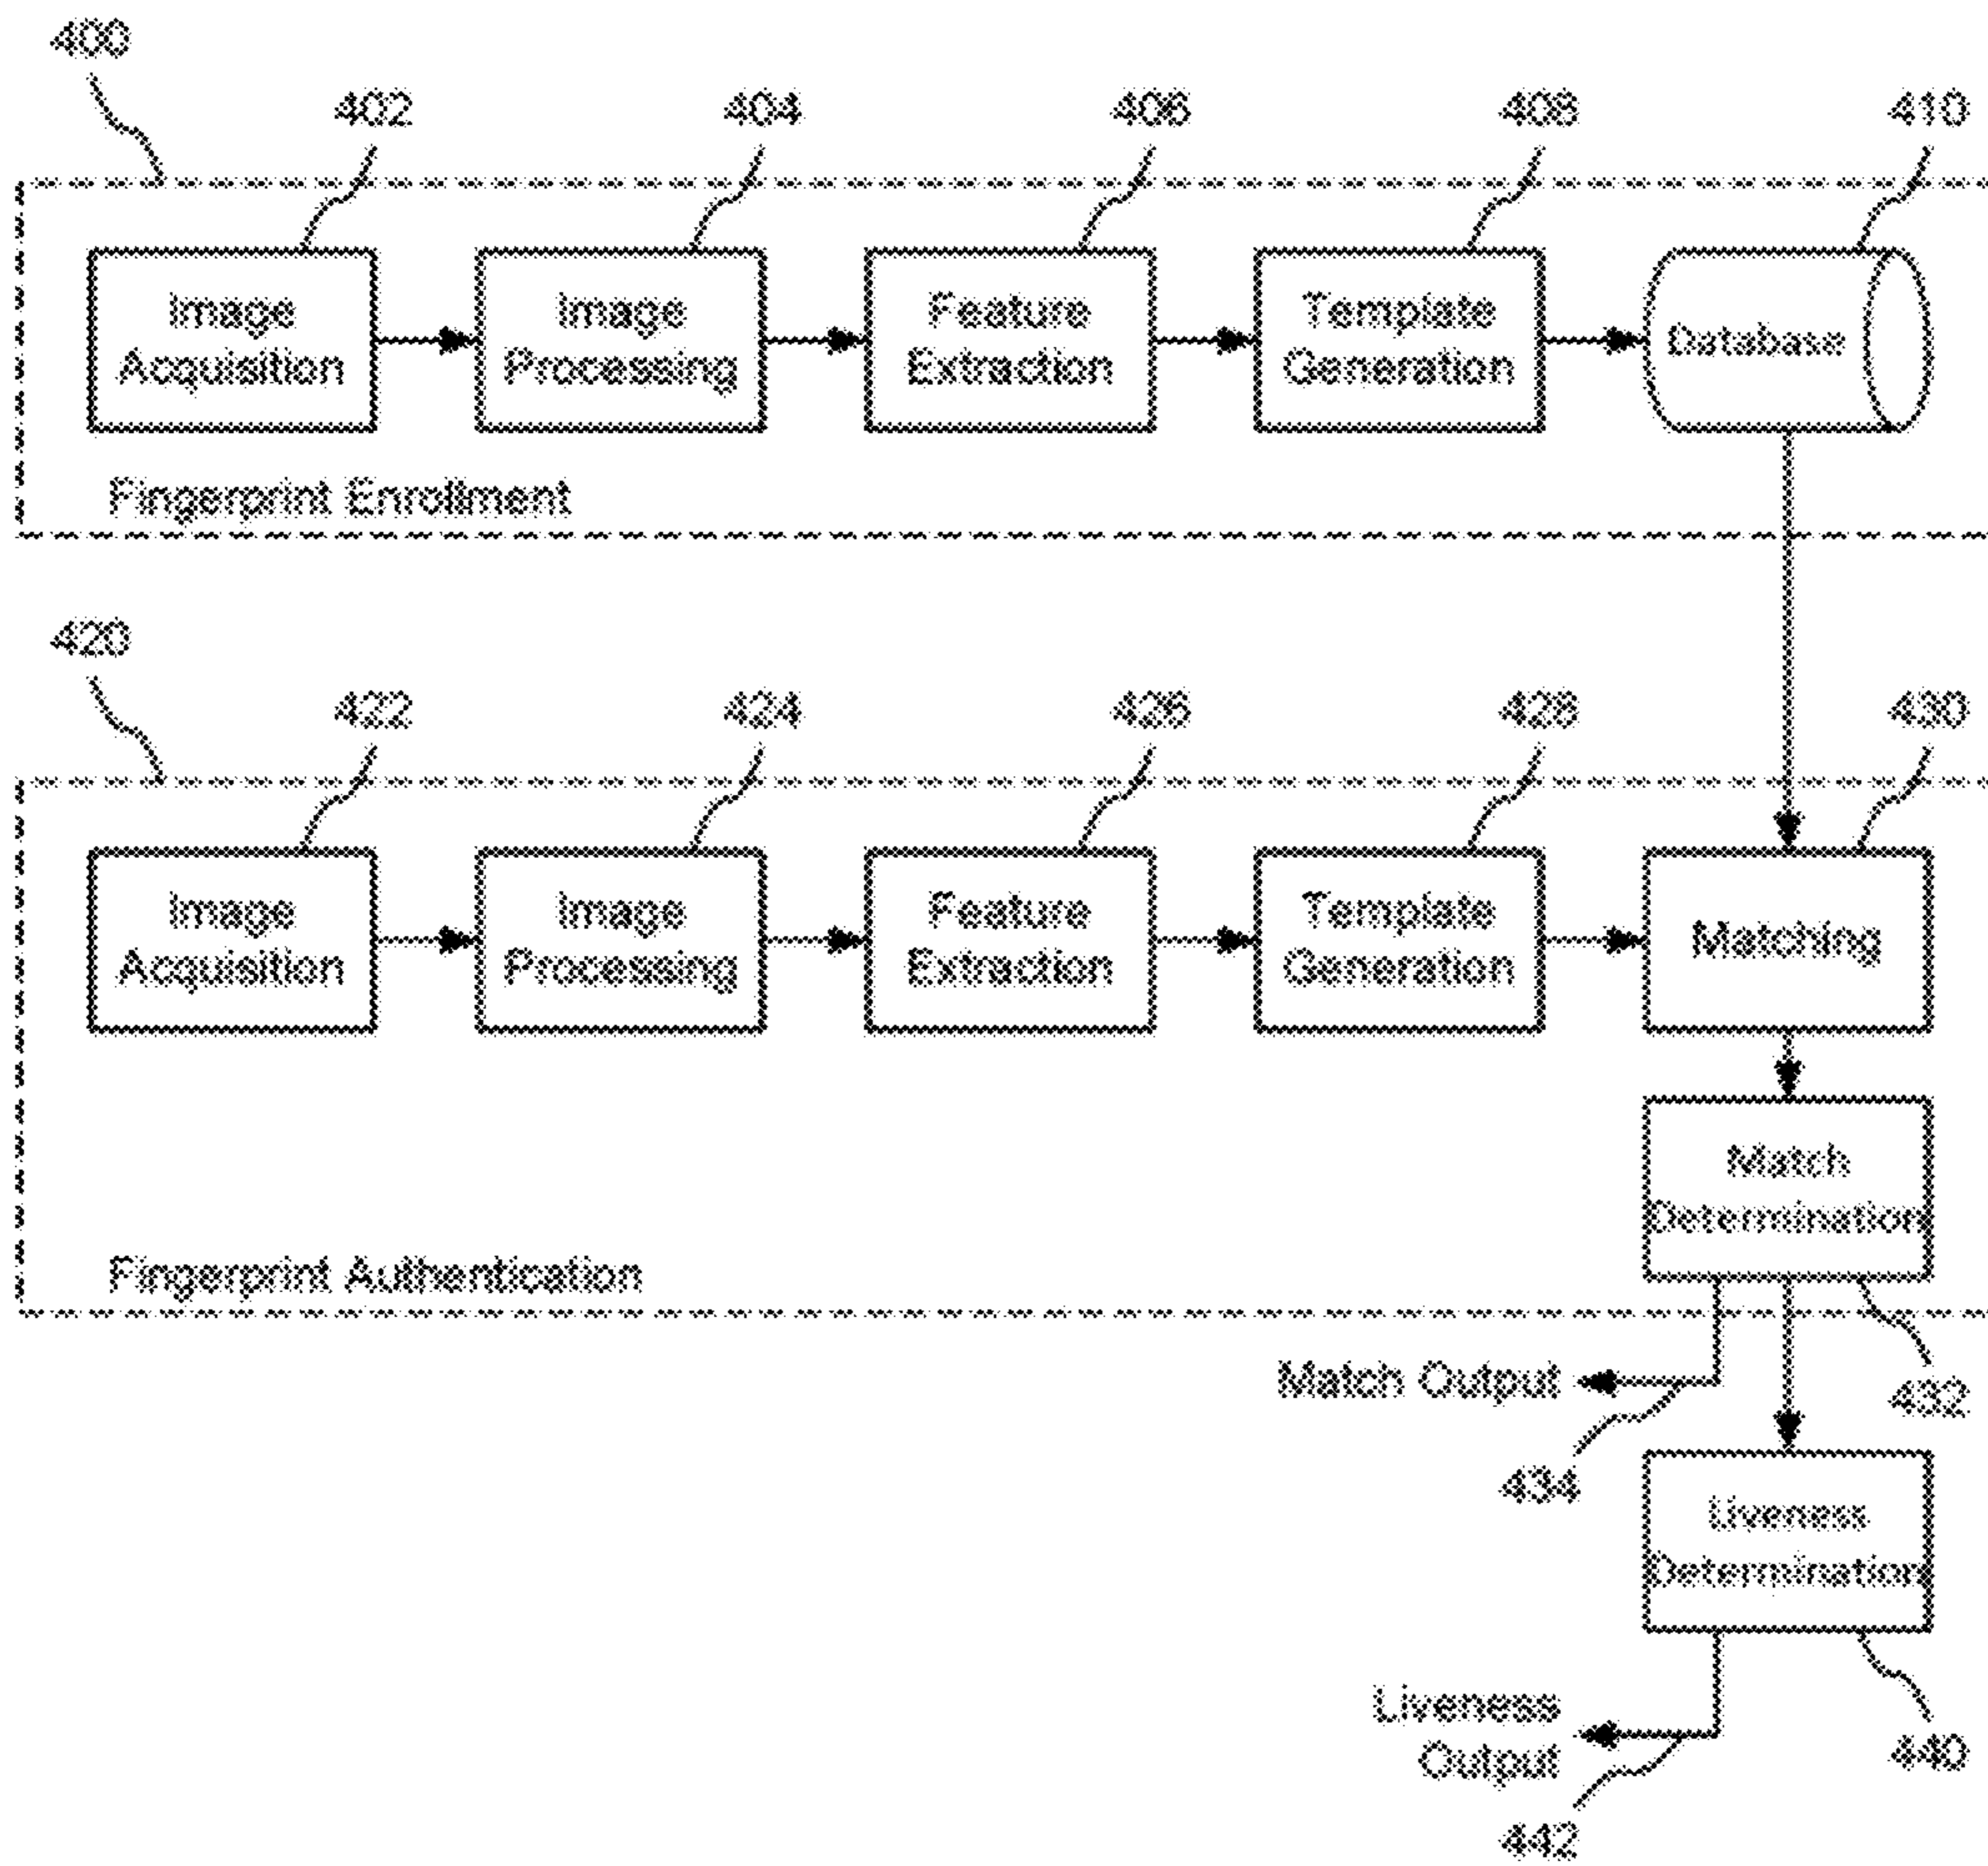 400
402
404
406
408
410
Image
Acquisition
Image
Processing
Feature
Extraction
Template
Generation
Database
Fingerprint Enrollment
420
422
424
426
428
430
Image
Acquisition
Image
Processing
Feature
Extraction
Template
Generation
Matching
Match
Determination
Fingerprint Authentication
Match Output
432
434
Liveness
Determination
Liveness
Output
440
442